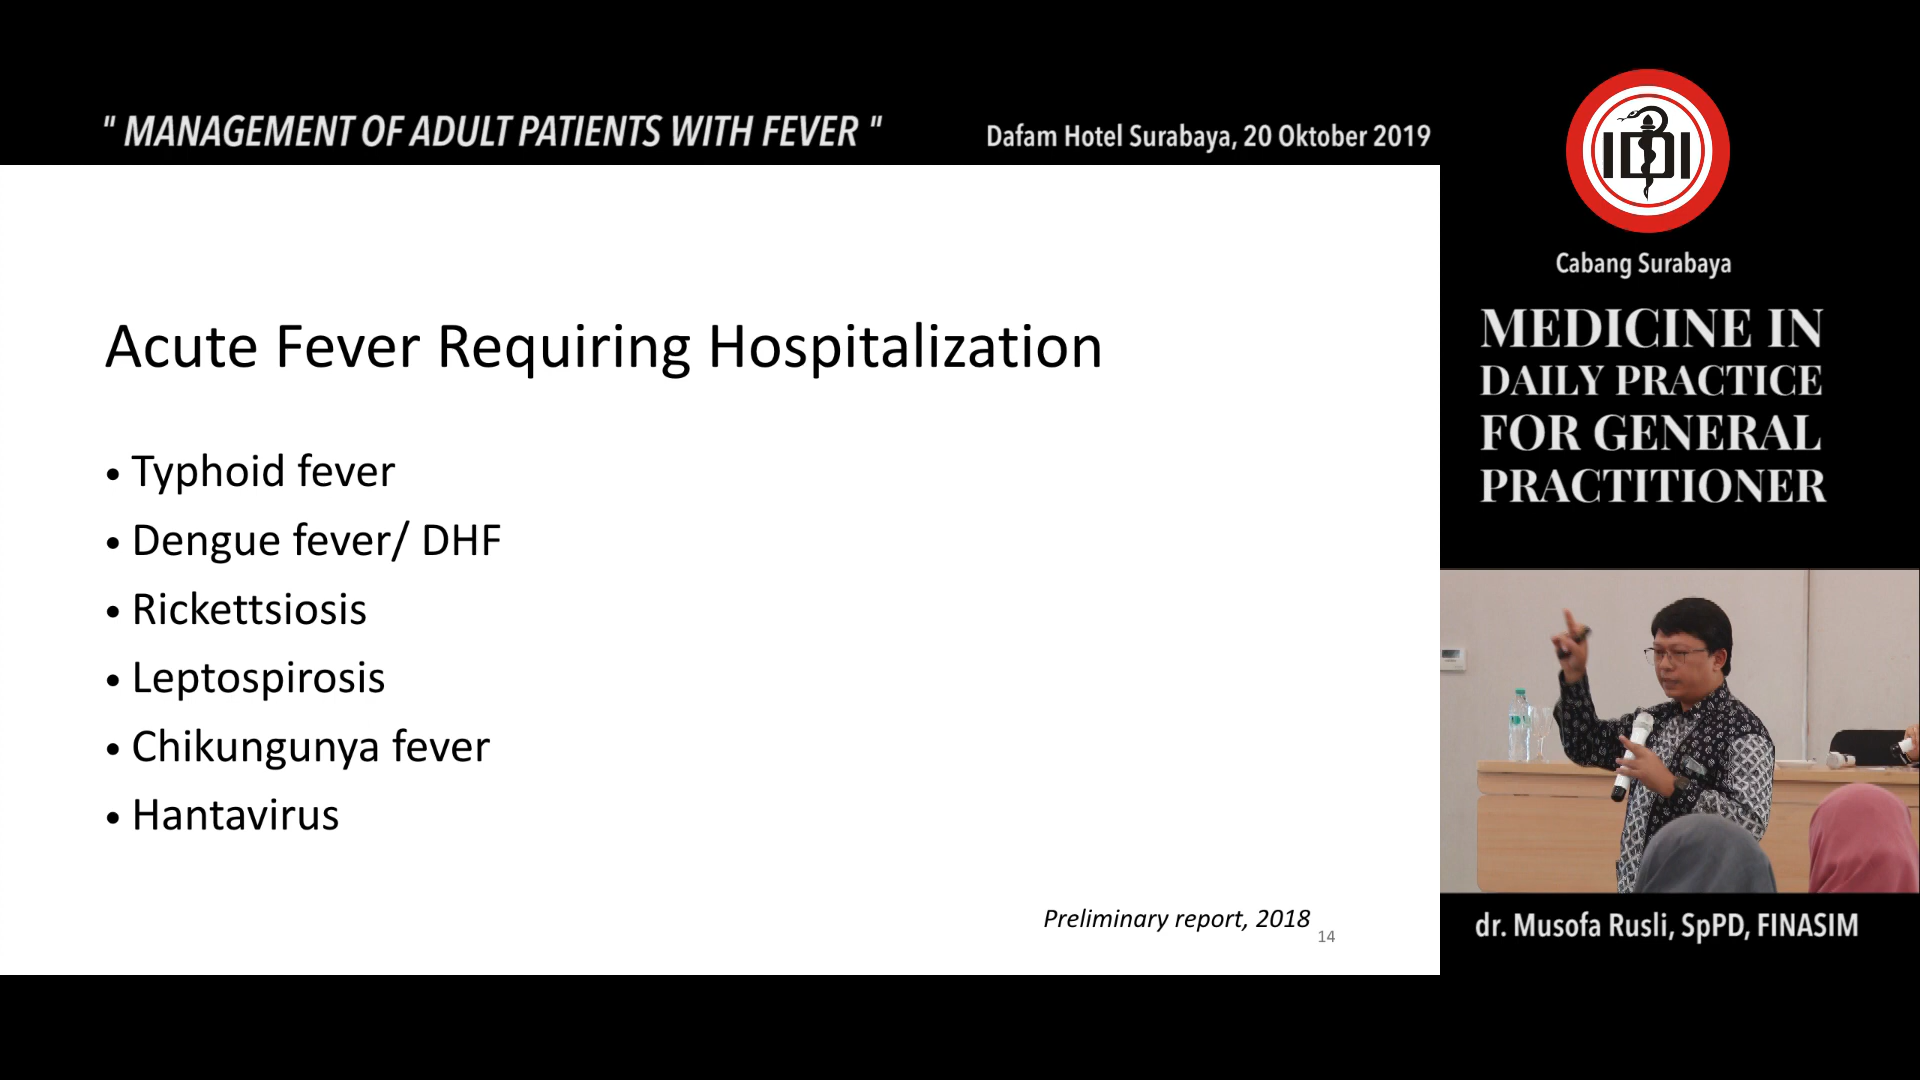 " MANAGEMENT OF ADULT PATIENTS WITH FEVER "
Dafam Hotel Surabaya, 20 Oktober 2019
IDI
Cabang Surabaya
MEDICINE IN
DAILY PRACTICE
FOR GENERAL
PRACTITIONER
Acute Fever Requiring Hospitalization
• Typhoid fever
• Dengue fever/ DHF
• Rickettsiosis
• Leptospirosis
• Chikungunya fever
• Hantavirus
Preliminary report, 2018
14
dr. Musofa Rusli, SpPD, FINASIM